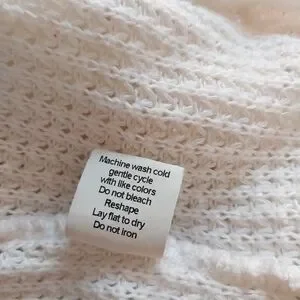 Machine wash cold
gentle cycle
with like colors
Do not bleach
Reshape
Lay flat to dry
Do not iron